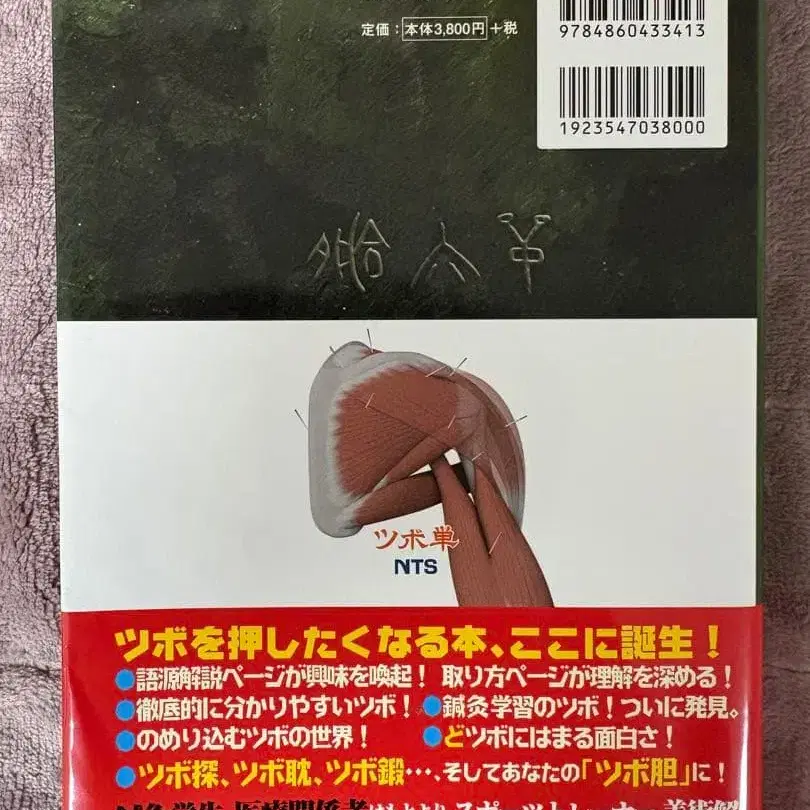 定価：本体3,800円＋税
9784860433413
1923547038000
ツボ単
NTS
ツボを押したくなる本、ここに誕生！
●語源解説ページが興味を喚起！ 取り方ページが理解を深める！
●徹底的に分かりやすいツボ！ ●鍼灸学習のツボ！ついに発見。
●のめり込むツボの世界！ ●どツボにはまる面白さ！
●ツボ探、ツボ耽、ツボ鍛…、そしてあなたの「ツボ胆」に！